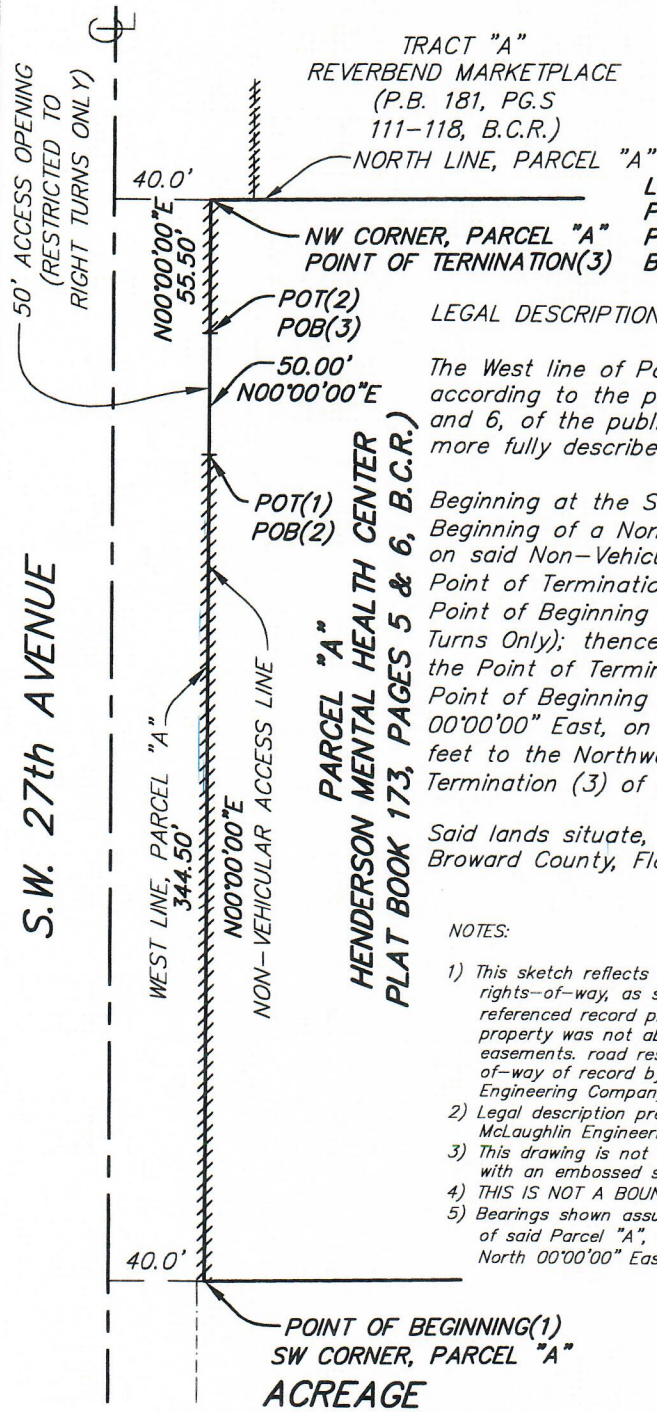 TRACT "A"
REVERBEND MARKETPLACE
(P.B. 181, PG.S
111-118, B.C.R.)
NORTH LINE, PARCEL "A"
50' ACCESS OPENING
(RESTRICTED TO
RIGHT TURNS ONLY)
40.0'
N00°00'00"E
55.50'
NW CORNER, PARCEL "A"
POINT OF TERNINATION(3)
L
P
P
B
POT(2)
POB(3)
50.00'
N00°00'00"E
POT(1)
POB(2)
S.W. 27th AVENUE
WEST LINE, PARCEL "A"
344.50'
N00°00'00"E
NON-VEHICULAR ACCESS LINE
PARCEL "A"
HENDERSON MENTAL HEALTH CENTER
PLAT BOOK 173, PAGES 5 & 6, B.C.R.)
LEGAL DESCRIPTION
The West line of Pa
according to the p
and 6, of the publ
more fully describe
Beginning at the S
Beginning of a Non
on said Non-Vehicu
Point of Terminatio
Point of Beginning
Turns Only); thence
the Point of Termin
Point of Beginning
00°00'00" East, on
feet to the Northwe
Termination (3) of
Said lands situate,
Broward County, Flo
NOTES:
1) This sketch reflects
rights-of-way, as s
referenced record p
property was not ab
easements. road res
of-way of record by
Engineering Company
2) Legal description pre
McLaughlin Engineer
3) This drawing is not
with an embossed s
4) THIS IS NOT A BOUN
5) Bearings shown assu
of said Parcel "A",
North 00°00'00" Eas
40.0'
POINT OF BEGINNING(1)
SW CORNER, PARCEL "A"
ACREAGE